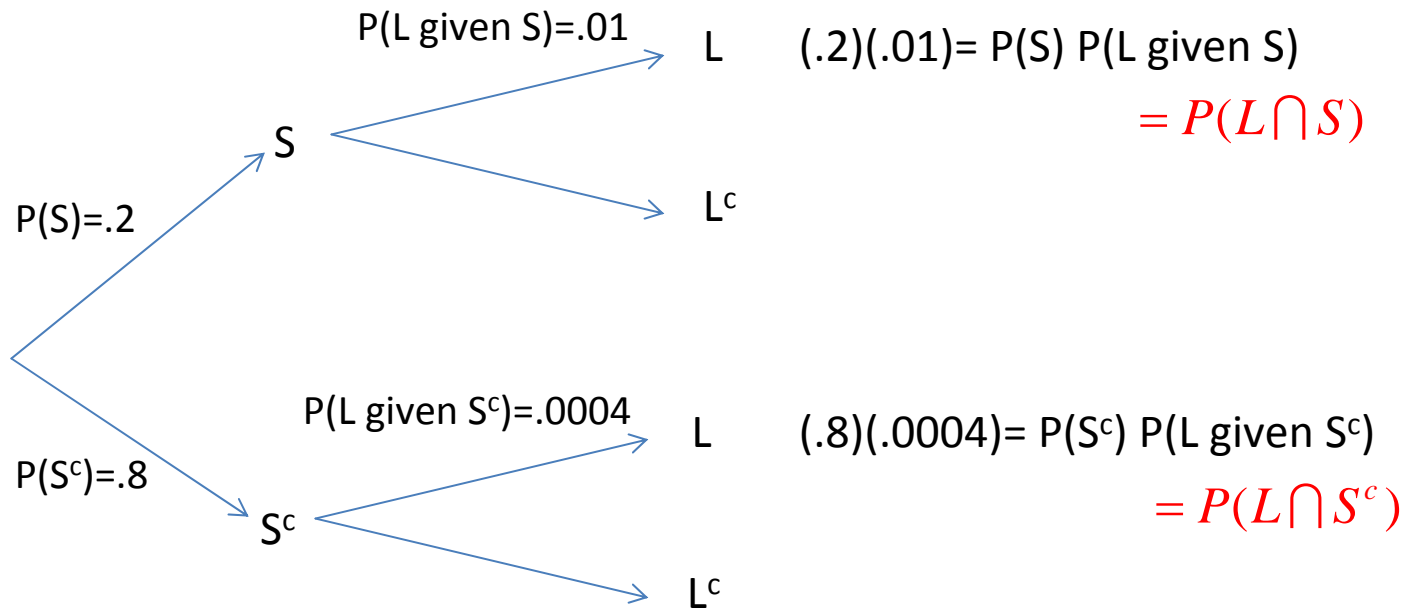 P(L given S)=.01
L (.2)(.01)= P(S) P(L given S)
= P(L⋂S)
S
Lᶜ
P(S)=.2
P(L given Sᶜ)=.0004
L (.8)(.0004)= P(Sᶜ) P(L given Sᶜ)
P(Sᶜ)=.8
= P(L⋂Sᶜ)
Sᶜ
Lᶜ